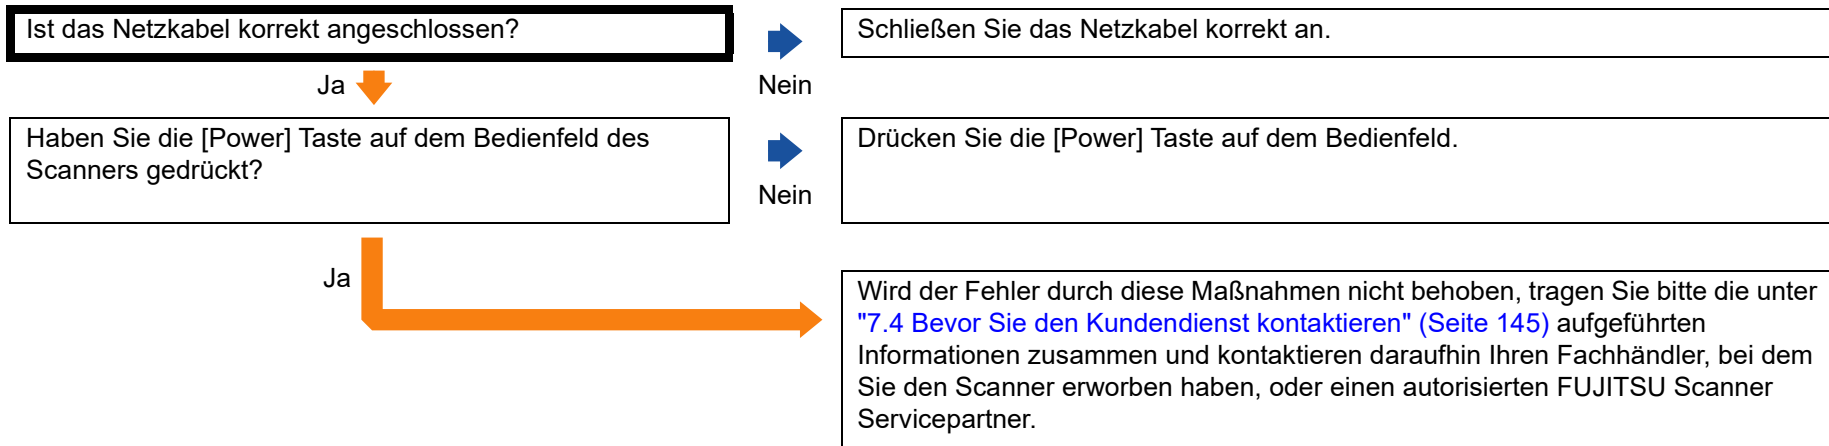 Ist das Netzkabel korrekt angeschlossen?
Schließen Sie das Netzkabel korrekt an.
Ja
Nein
Haben Sie die [Power] Taste auf dem Bedienfeld des
Scanners gedrückt?
Drücken Sie die [Power] Taste auf dem Bedienfeld.
Nein
Ja
Wird der Fehler durch diese Maßnahmen nicht behoben, tragen Sie bitte die unter
"7.4 Bevor Sie den Kundendienst kontaktieren" (Seite 145) aufgeführten
Informationen zusammen und kontaktieren daraufhin Ihren Fachhändler, bei dem
Sie den Scanner erworben haben, oder einen autorisierten FUJITSU Scanner
Servicepartner.